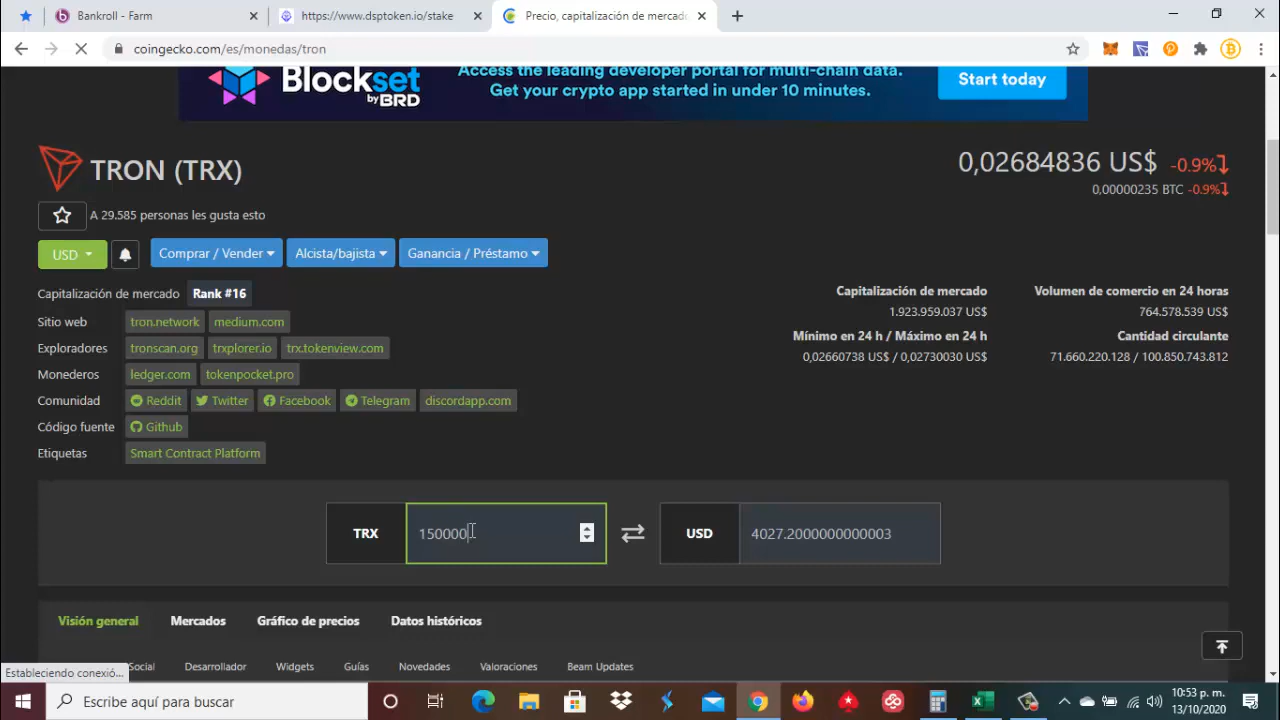 Bankroll - Farm
https://www.dsptoken.io/stake
Precio, capitalización de mercado
coingecko.com/es/monedas/tron
Blockset
by BRD
Access the leading developer portal for multi-chain data.
Get your crypto app started in under 10 minutes.
Start today
TRON (TRX)
0,02684836 US$ -0.9%
0,00000235 BTC -0.9%
A 29.585 personas les gusta esto
USD
Comprar / Vender
Alcista/bajista
Ganancia / Préstamo
Capitalización de mercado Rank #16
Sitio web tron.network medium.com
Exploradores tronscan.org trxplorer.io trx.tokenview.com
Monederos ledger.com tokenpocket.pro
Comunidad Reddit Twitter Facebook Telegram discordapp.com
Código fuente Github
Etiquetas Smart Contract Platform
Capitalización de mercado
1.923.959.037 US$
Mínimo en 24 h / Máximo en 24 h
0,02660738 US$ / 0,02730030 US$
Volumen de comercio en 24 horas
764.578.539 US$
Cantidad circulante
71.660.220.128 / 100.850.743.812
TRX 150000 USD 4027.2000000000003
Visión general Mercados Gráfico de precios Datos históricos
Social Desarrollador Widgets Guías Novedades Valoraciones Beam Updates
Estableciendo conexió...
Escribe aquí para buscar
10:53 p. m.
13/10/2020